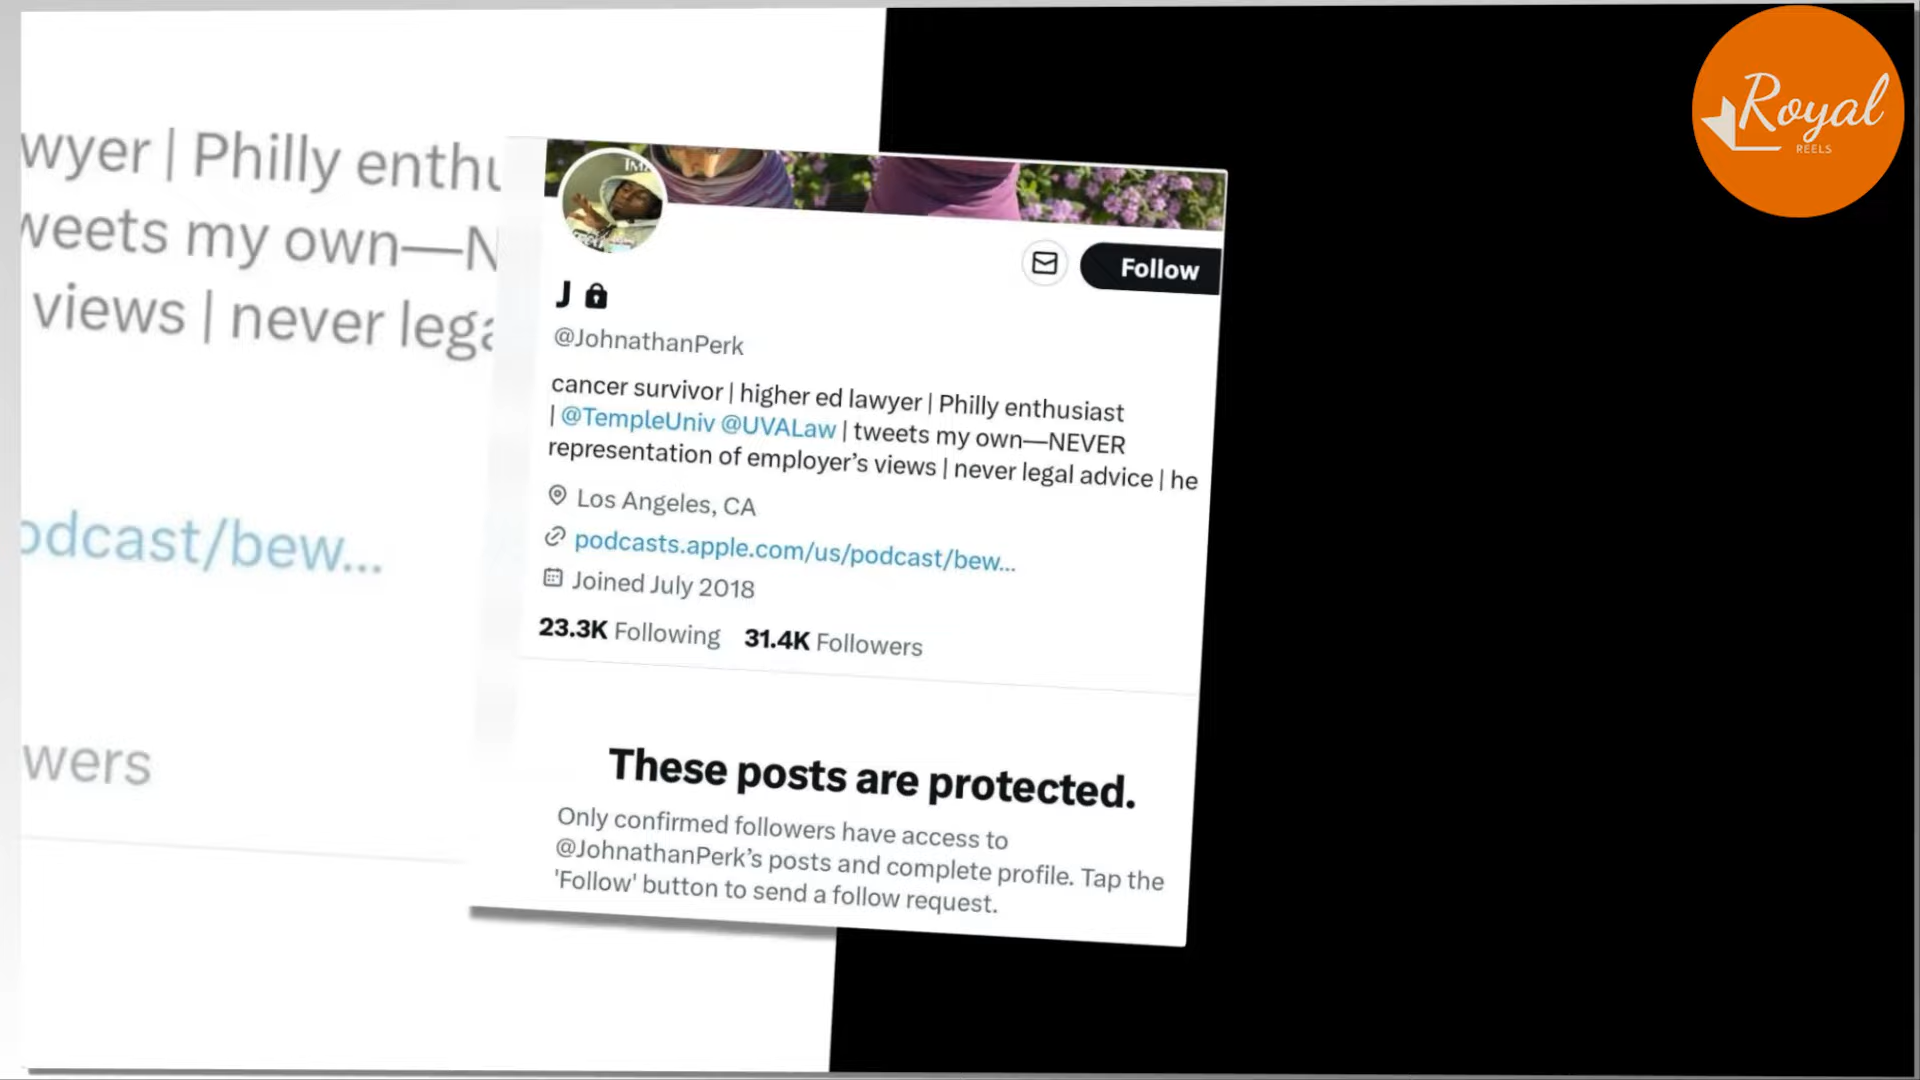 wyer | Philly enthu
weets my own—N
views | never lega
odcast/bew...
wers
Royal
REELS
Follow
J
@JohnathanPerk
cancer survivor | higher ed lawyer | Philly enthusiast
| @TempleUniv @UVALaw | tweets my own—NEVER
representation of employer’s views | never legal advice | he
Los Angeles, CA
podcasts.apple.com/us/podcast/bew...
Joined July 2018
23.3K Following 31.4K Followers
These posts are protected.
Only confirmed followers have access to
@JohnathanPerk’s posts and complete profile. Tap the
'Follow' button to send a follow request.